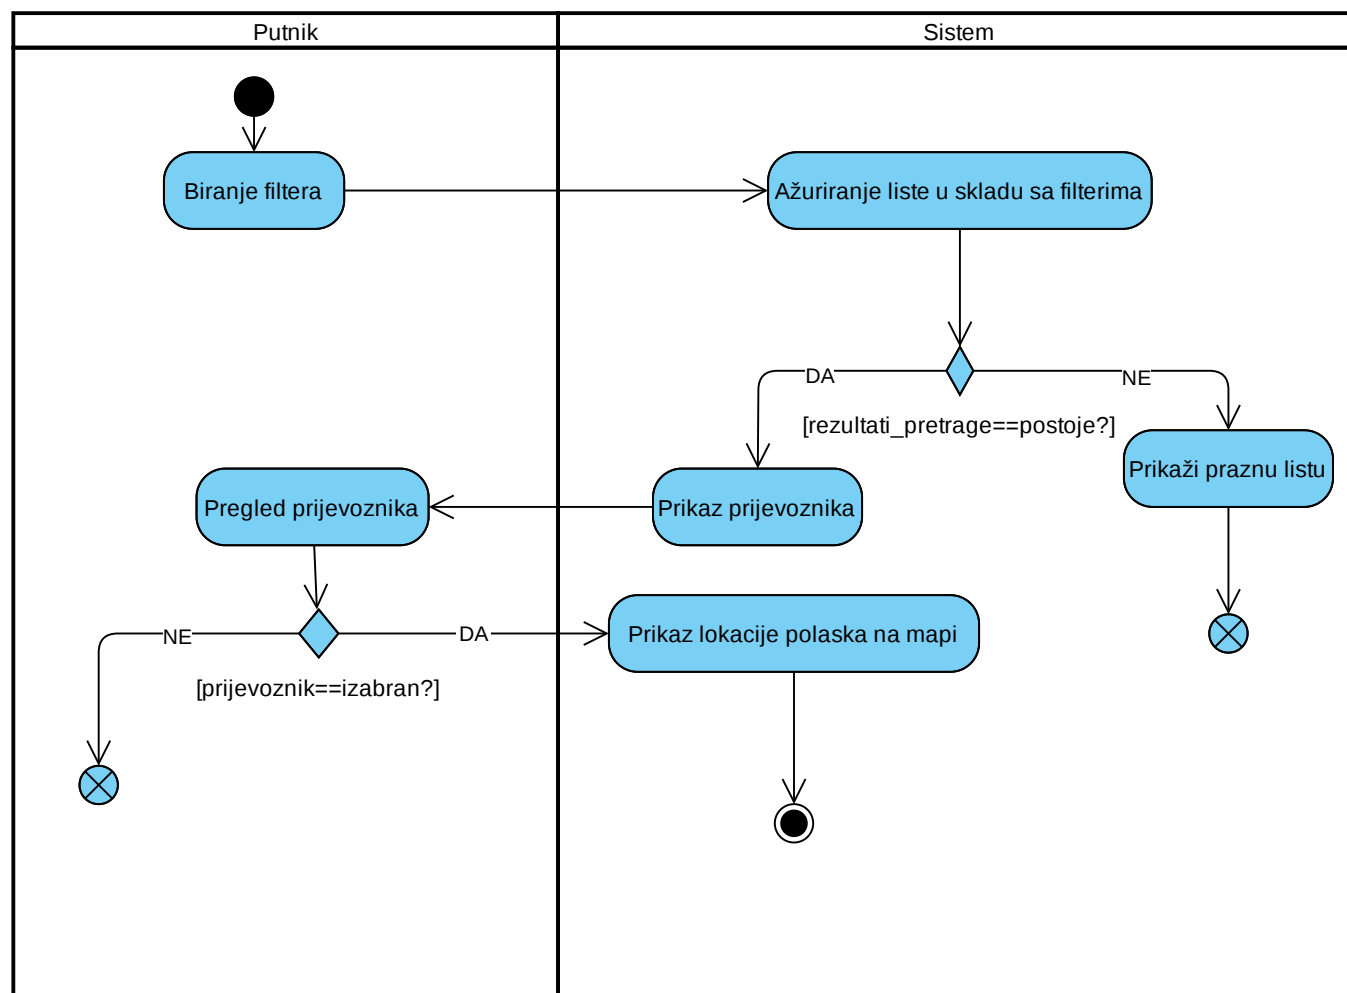 Putnik
Sistem
Biranje filtera
Ažuriranje liste u skladu sa filterima
DA
NE
[rezultati_pretrage==postoje?]
Prikaži praznu listu
Pregled prijevoznika
Prikaz prijevoznika
NE
DA
Prikaz lokacije polaska na mapi
[prijevoznik==izabran?]